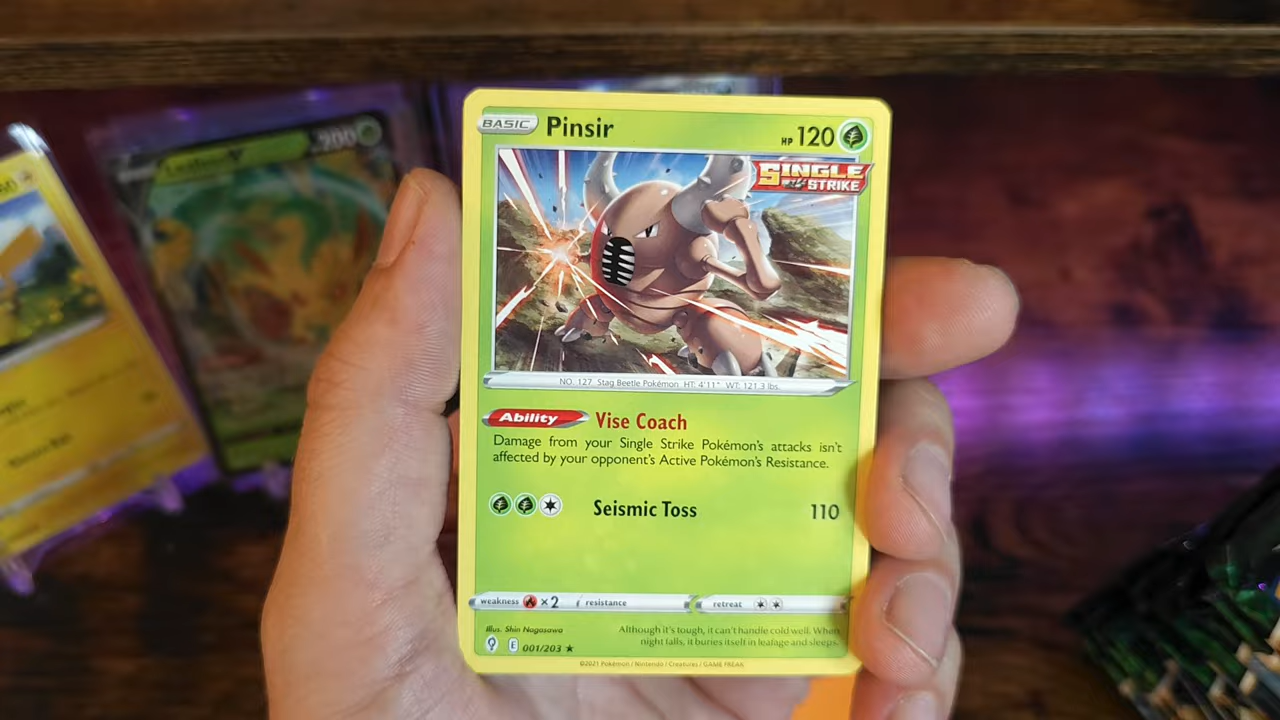 BASIC Pinsir HP 120
SINGLE
STRIKE
NO. 127 Stag Beetle Pokémon HT: 4'11" WT: 121.3 lbs.
Ability Vise Coach
Damage from your Single Strike Pokémon's attacks isn't
affected by your opponent's Active Pokémon's Resistance.
Seismic Toss 110
weakness ×2 resistance retreat
Illus. Shin Nagasawa
Although it's tough, it can't handle cold well. When
night falls, it buries itself in leafage and sleeps.
E 001/203 ★
©2021 Pokémon / Nintendo / Creatures / GAME FREAK
200